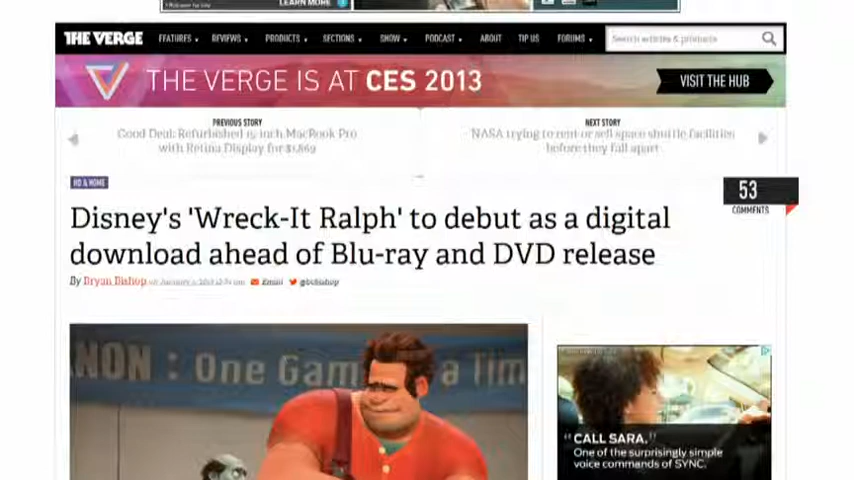 LEARN MORE
THE VERGE FEATURES REVIEWS PRODUCTS SECTIONS SHOW PODCAST ABOUT TIP US FORUMS Search articles & products
THE VERGE IS AT CES 2013 VISIT THE HUB
PREVIOUS STORY
Good Deal: Refurbished 15-inch MacBook Pro
with Retina Display for $1,869
NEXT STORY
NASA trying to rent or sell space shuttle facilities
before they fall apart
HD & HOME
53
COMMENTS
Disney's 'Wreck-It Ralph' to debut as a digital
download ahead of Blu-ray and DVD release
By Bryan Bishop Email @bcbishop
NON : One Gam a Tim
"CALL SARA."
One of the surprisingly simple
voice commands of SYNC.